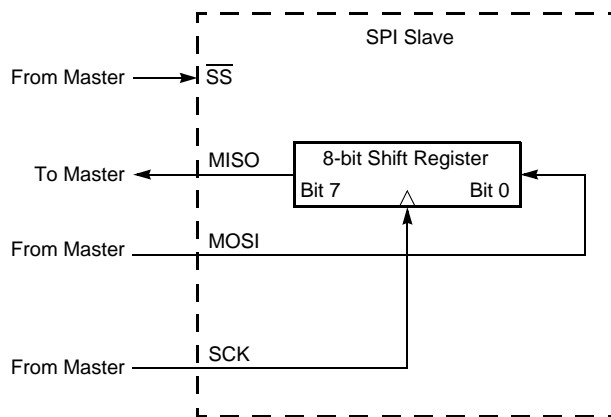 SPI Slave
From Master
SS
To Master
MISO
8-bit Shift Register
Bit 7
Bit 0
From Master
MOSI
From Master
SCK